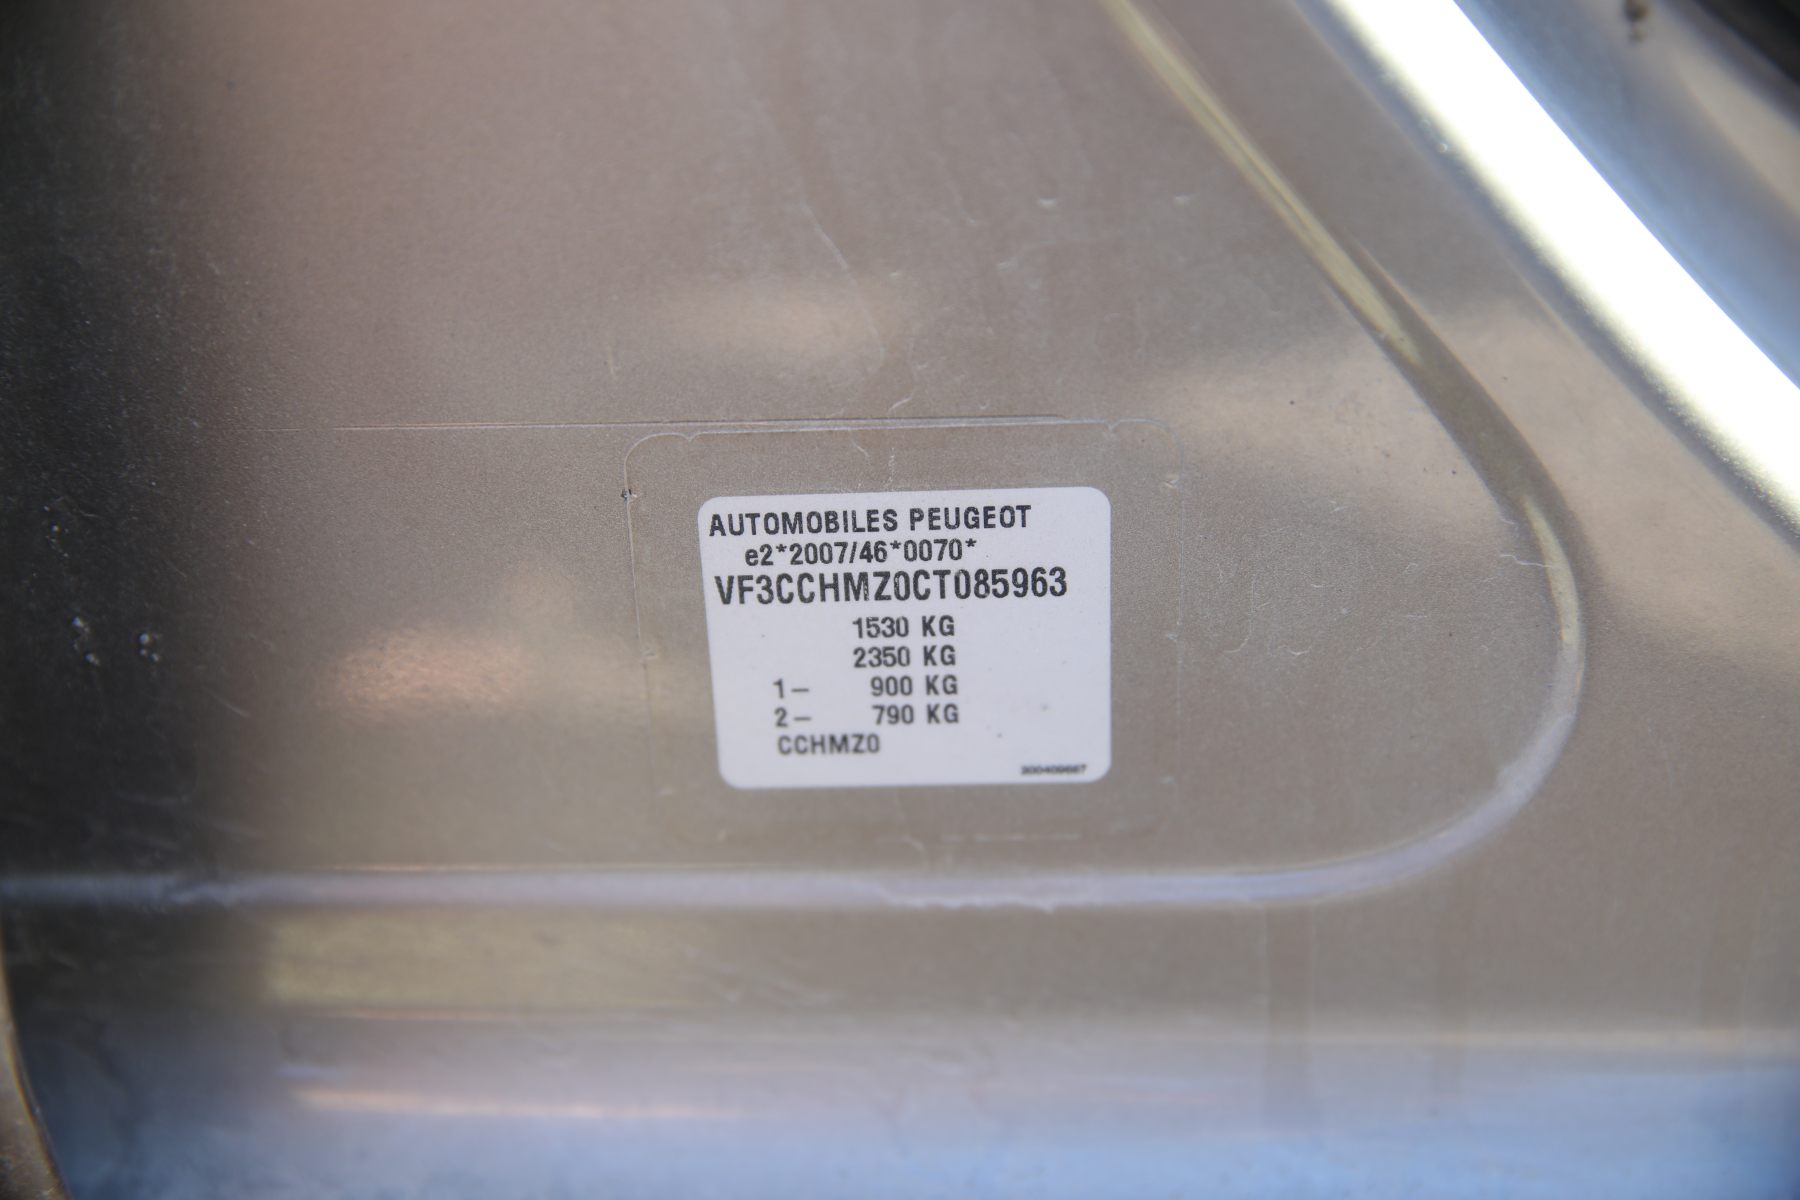 AUTOMOBILES PEUGEOT
e2*2007/46*0070*
VF3CCHMZ0CT085963
1530 KG
2350 KG
1– 900 KG
2– 790 KG
CCHMZ0